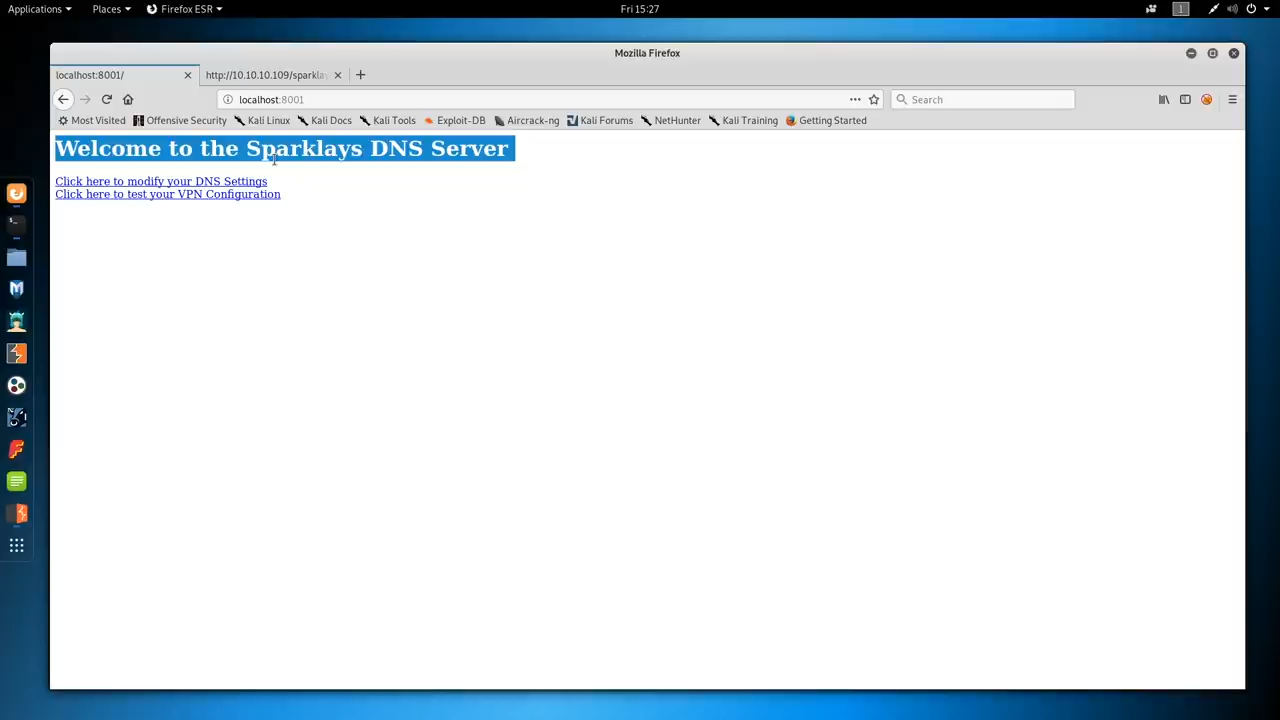 Applications Places Firefox ESR Fri 15:27 1
Mozilla Firefox
localhost:8001/ http://10.10.10.109/sparkla
localhost:8001 Search
Most Visited Offensive Security Kali Linux Kali Docs Kali Tools Exploit-DB Aircrack-ng Kali Forums NetHunter Kali Training Getting Started
Welcome to the Sparklays DNS Server
Click here to modify your DNS Settings
Click here to test your VPN Configuration